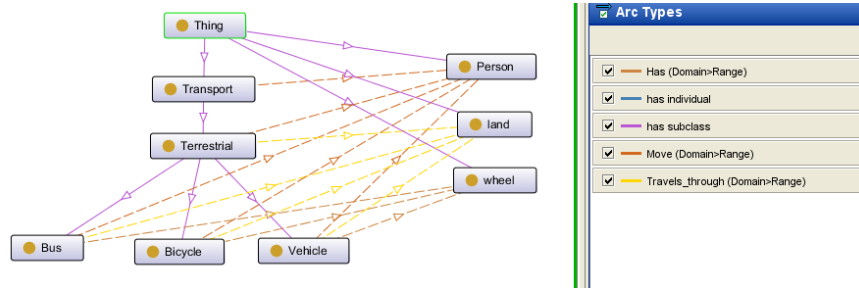 Thing
Person
Transport
land
Terrestrial
wheel
Bus
Bicycle
Vehicle
Arc Types
Has (Domain>Range)
has individual
has subclass
Move (Domain>Range)
Travels_through (Domain>Range)